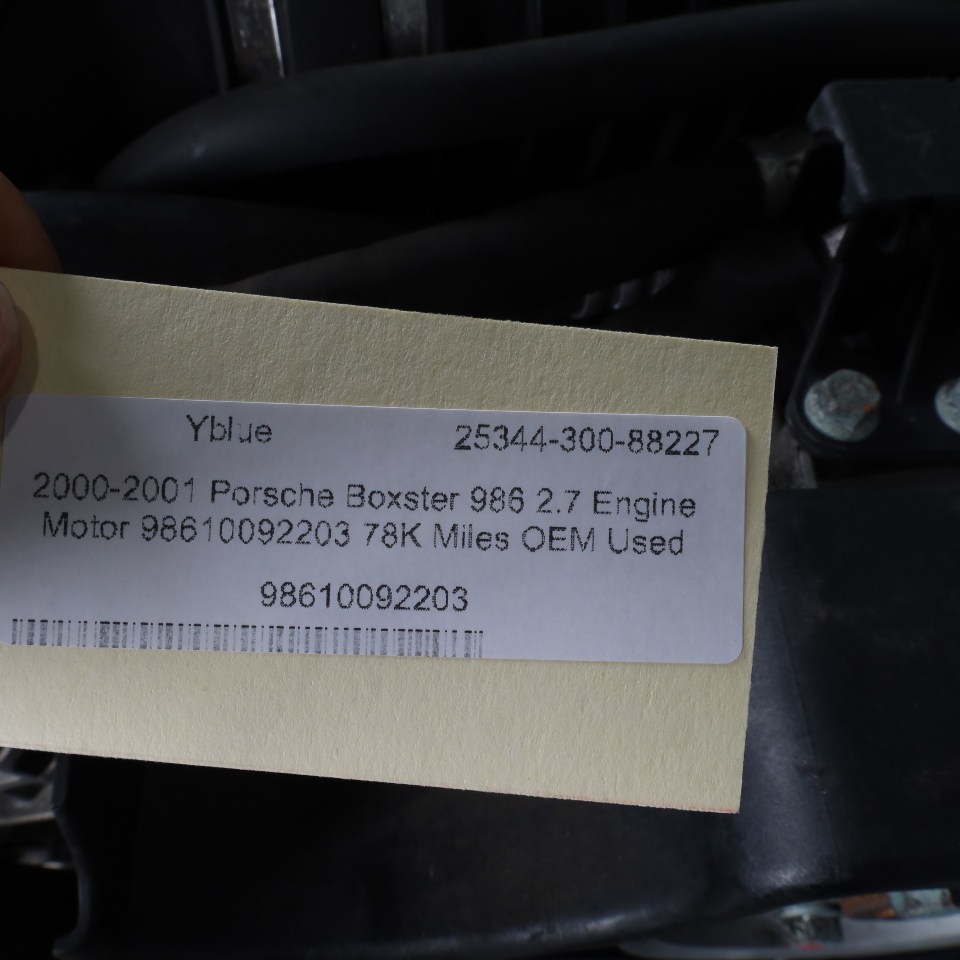 Yblue 25344-300-88227
2000-2001 Porsche Boxster 986 2.7 Engine
Motor 98610092203 78K Miles OEM Used
98610092203